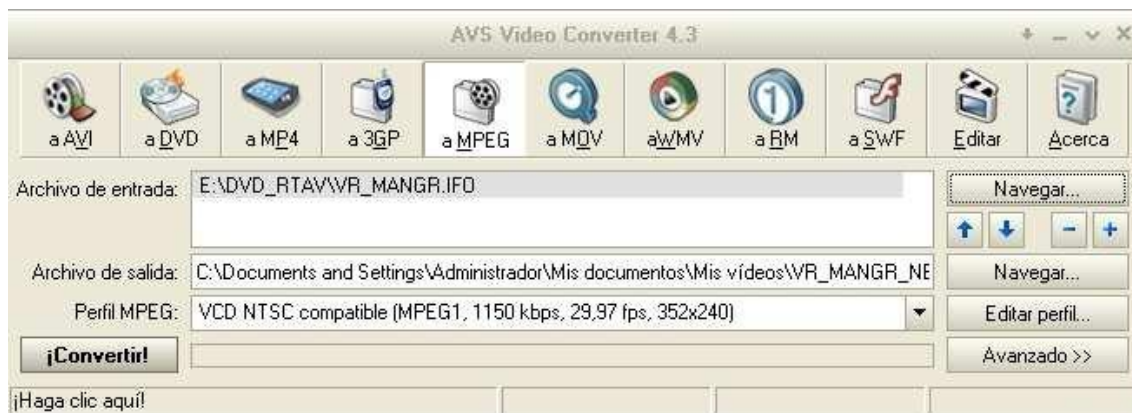 AVS Video Converter 4.3
a AVI a DVD a MP4 a 3GP a MPEG a MOV aWMV a RM a SWF Editar Acerca
Archivo de entrada: E:\DVD_RTAV\VR_MANGR.IFO Navegar...
Archivo de salida: C:\Documents and Settings\Administrador\Mis documentos\Mis vídeos\VR_MANGR_NE Navegar...
Perfil MPEG: VCD NTSC compatible (MPEG1, 1150 kbps, 29,97 fps, 352x240) Editar perfil...
¡Convertir! Avanzado >>
¡Haga clic aquí!